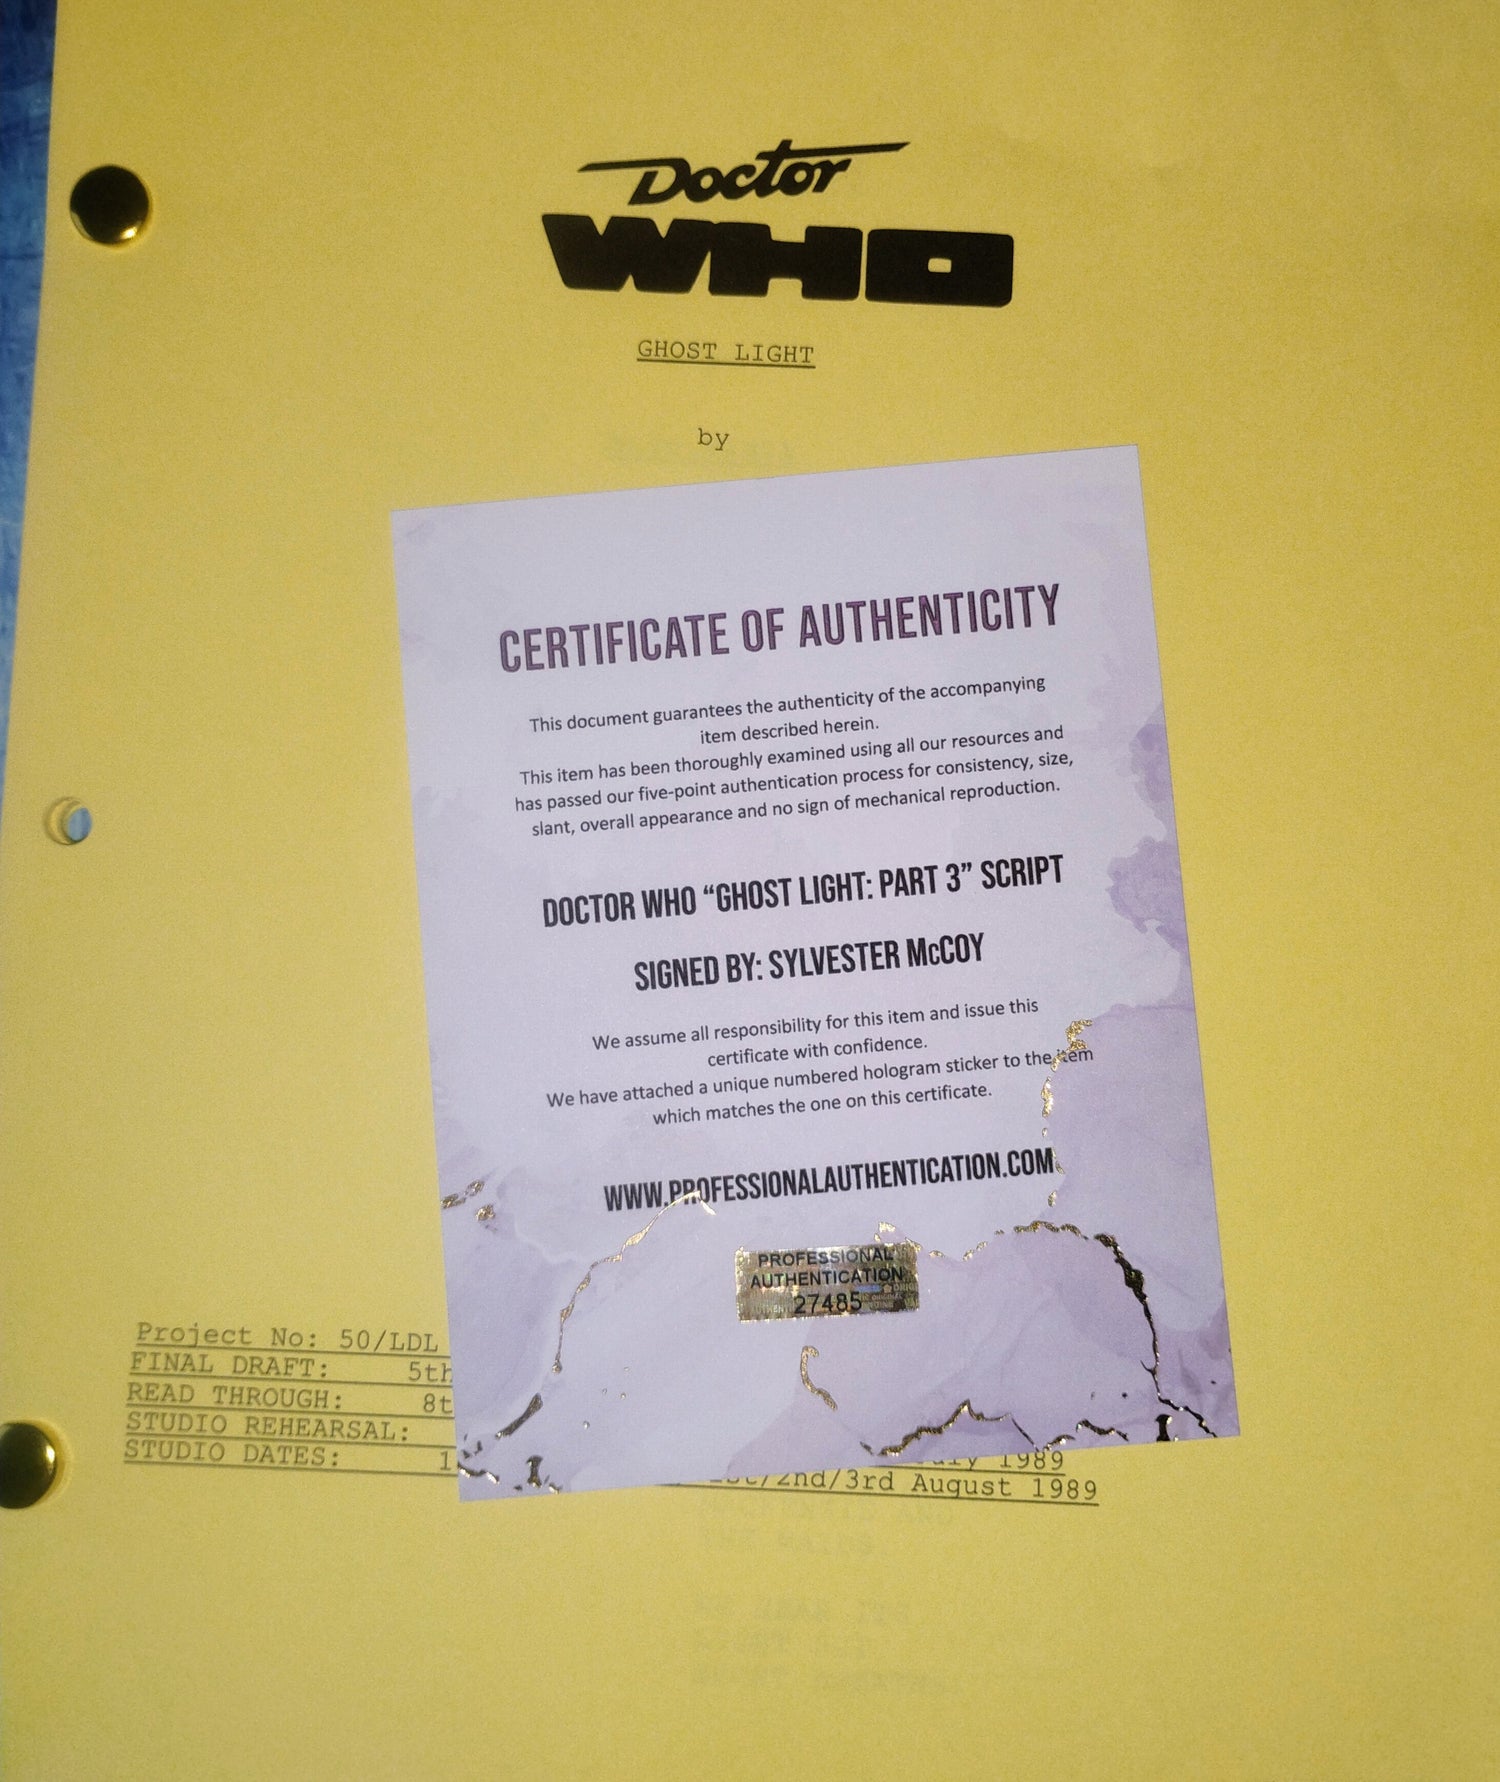 Doctor
WHO
GHOST LIGHT
by
CERTIFICATE OF AUTHENTICITY
This document guarantees the authenticity of the accompanying
item described herein.
This item has been thoroughly examined using all our resources and
has passed our five-point authentication process for consistency, size,
slant, overall appearance and no sign of mechanical reproduction.
DOCTOR WHO “GHOST LIGHT: PART 3” SCRIPT
SIGNED BY: SYLVESTER McCOY
We assume all responsibility for this item and issue this
certificate with confidence.
We have attached a unique numbered hologram sticker to the item
which matches the one on this certificate.
WWW.PROFESSIONALAUTHENTICATION.COM
PROFESSIONAL
AUTHENTICATION
27485
Project No: 50/LDL
FINAL DRAFT: 5th
READ THROUGH: 8t
STUDIO REHEARSAL:
STUDIO DATES: 1
1989
/2nd/3rd August 1989